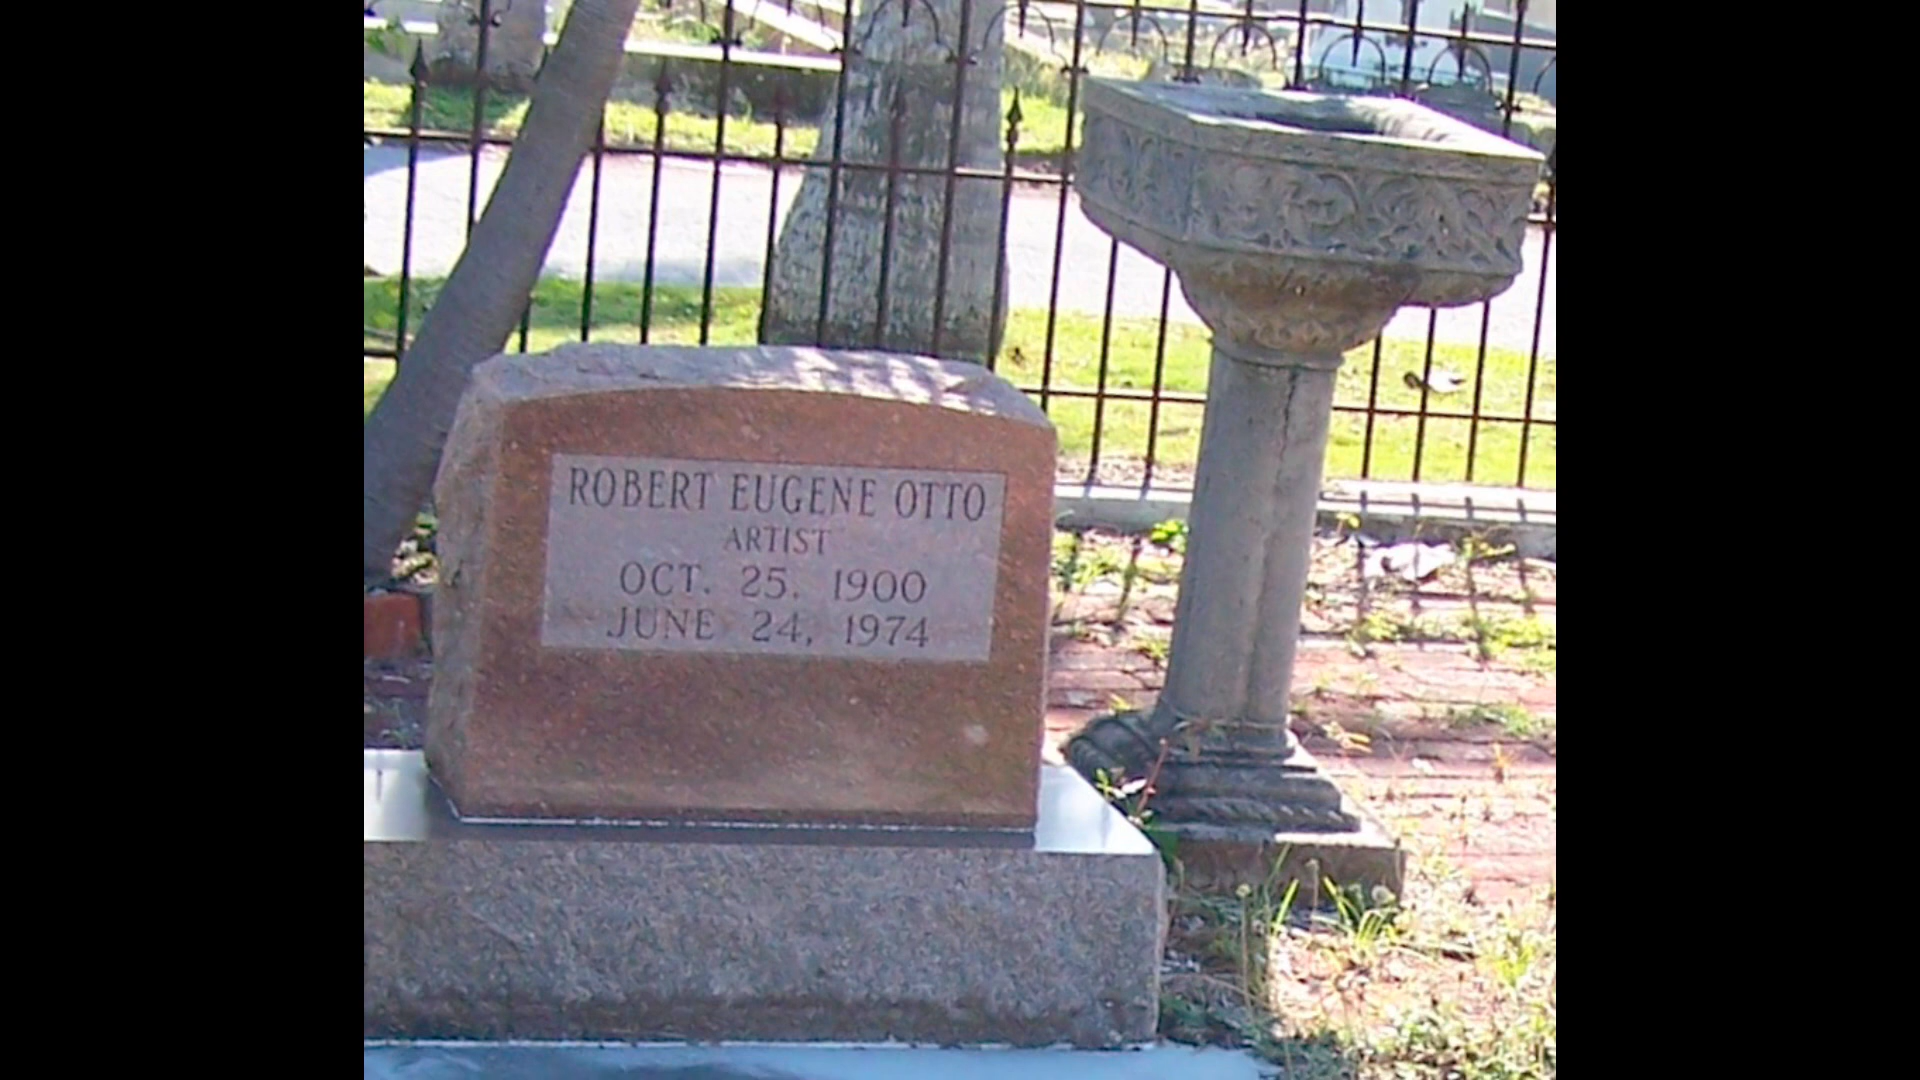 ROBERT EUGENE OTTO
ARTIST
OCT. 25, 1900
JUNE 24, 1974